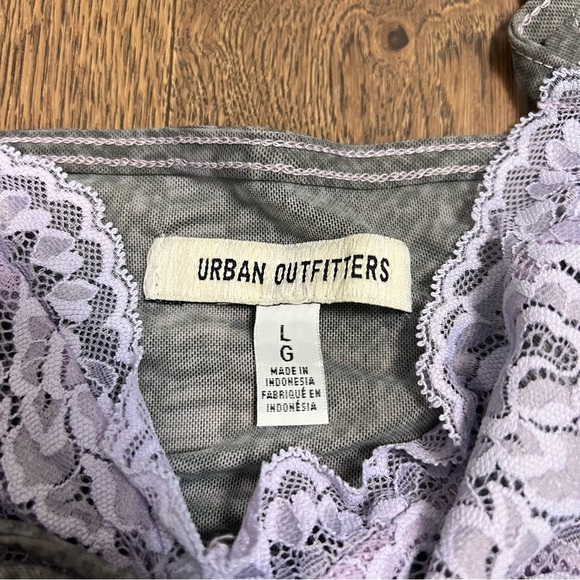 URBAN OUTFITTERS
L
G
MADE IN
INDONESIA
FABRIQUÉ EN
INDONÉSIA